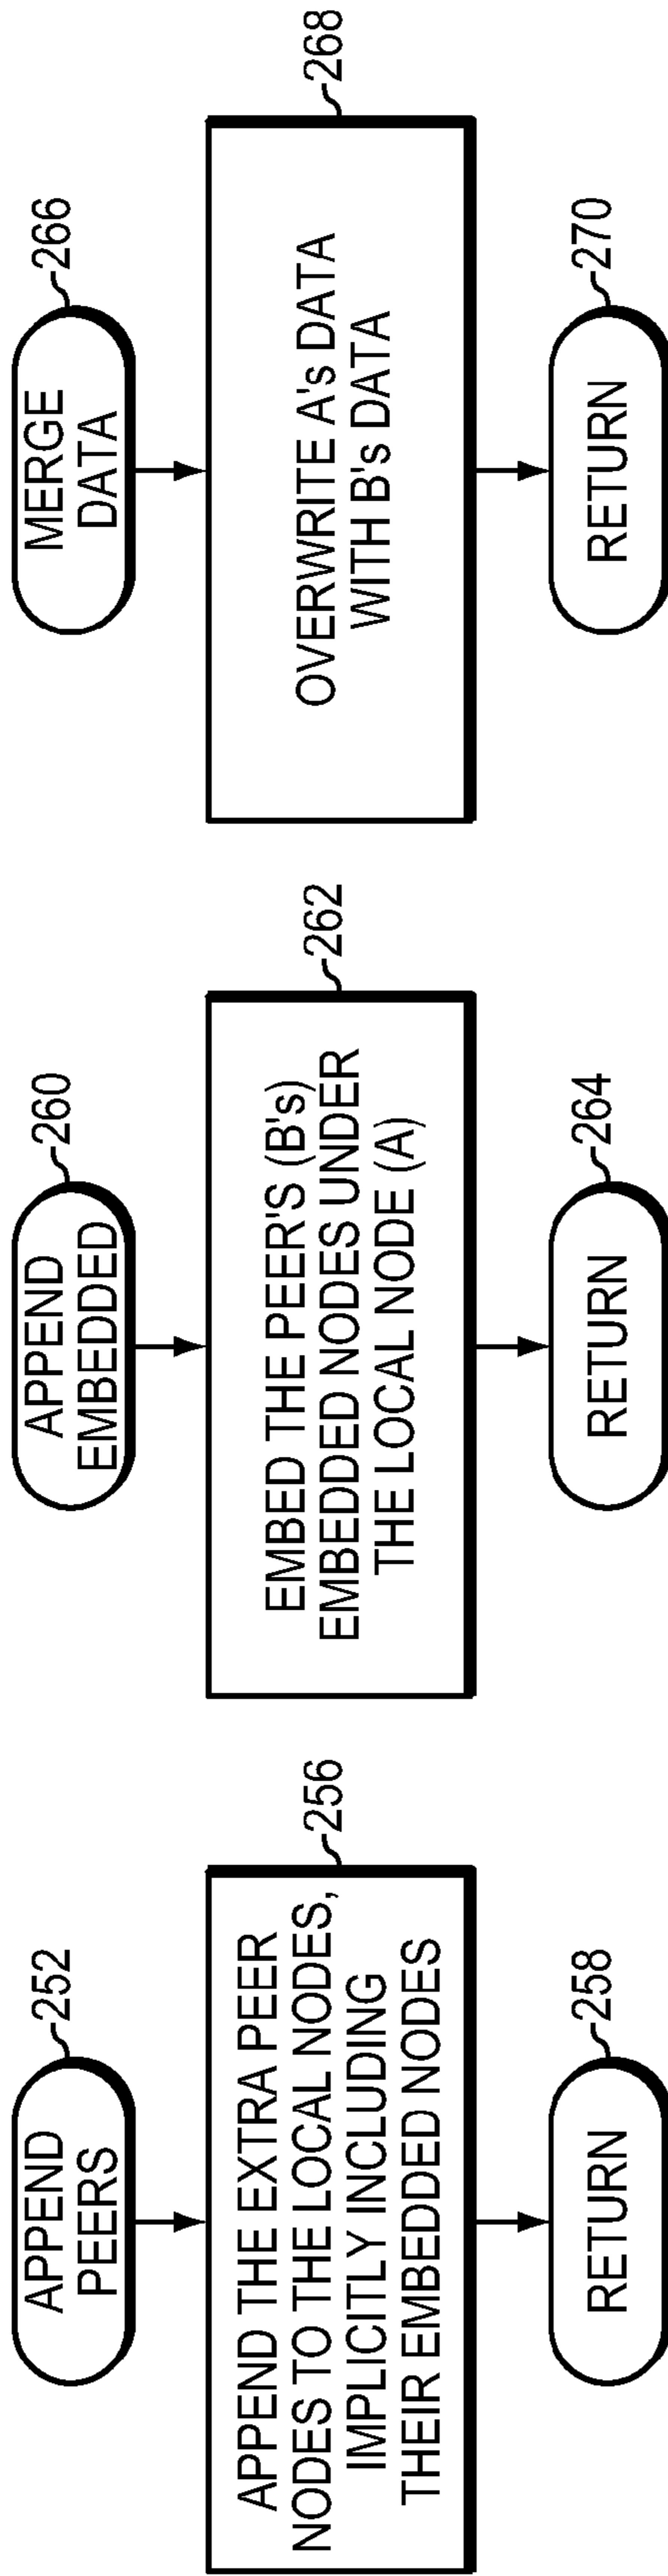 APPEND
PEERS
252
APPEND THE EXTRA PEER
NODES TO THE LOCAL NODES,
IMPLICITLY INCLUDING
THEIR EMBEDDED NODES
256
RETURN
258
APPEND
EMBEDDED
260
EMBED THE PEER'S (B's)
EMBEDDED NODES UNDER
THE LOCAL NODE (A)
262
RETURN
264
MERGE
DATA
266
OVERWRITE A's DATA
WITH B's DATA
268
RETURN
270